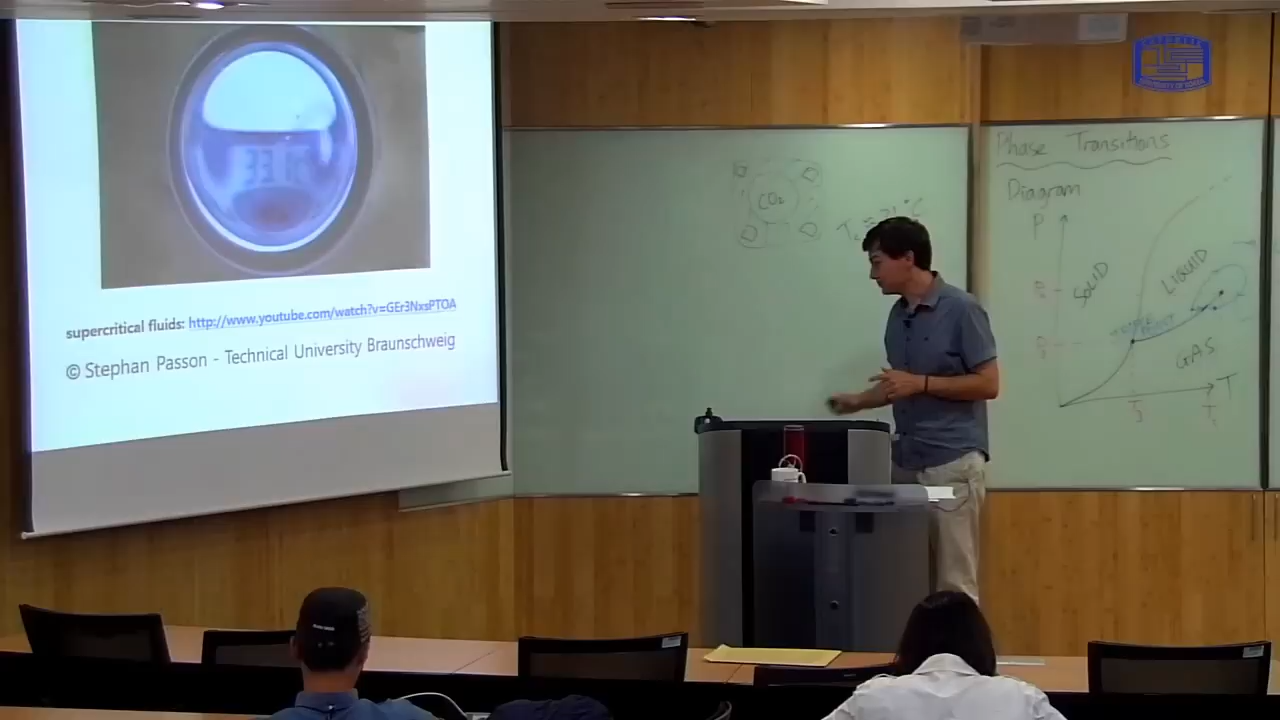 supercritical fluids: http://www.youtube.com/watch?v=GEr3NxsPTOA
© Stephan Passon - Technical University Braunschweig
CO₂
Phase Transitions
Diagram
P
SOLID
LIQUID
GAS
T